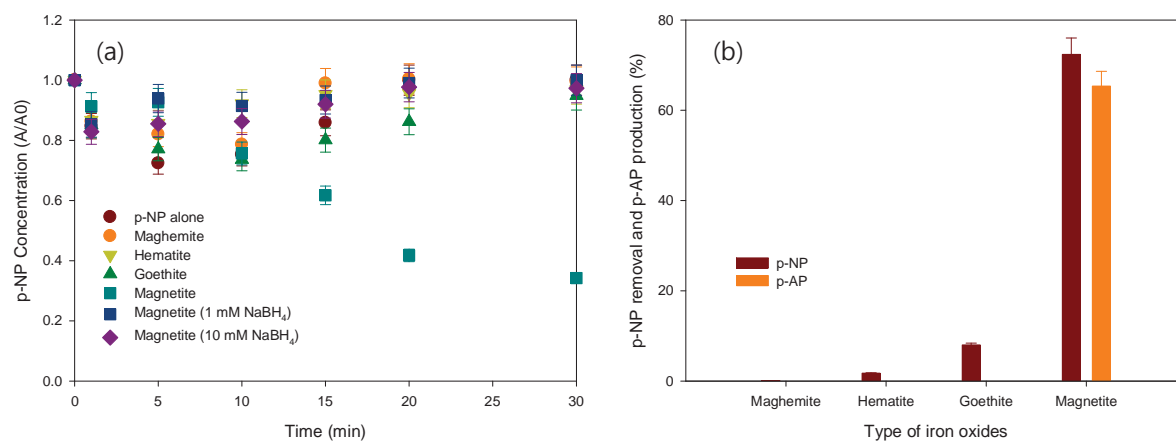 (a)
p-NP Concentration (A/A0)
1.2
1.0
0.8
0.6
0.4
0.2
0.0
p-NP alone
Maghemite
Hematite
Goethite
Magnetite
Magnetite (1 mM NaBH₄)
Magnetite (10 mM NaBH₄)
0 5 10 15 20 25 30
Time (min)
(b)
p-NP removal and p-AP production (%)
80
60
40
20
0
p-NP
p-AP
Maghemite Hematite Goethite Magnetite
Type of iron oxides